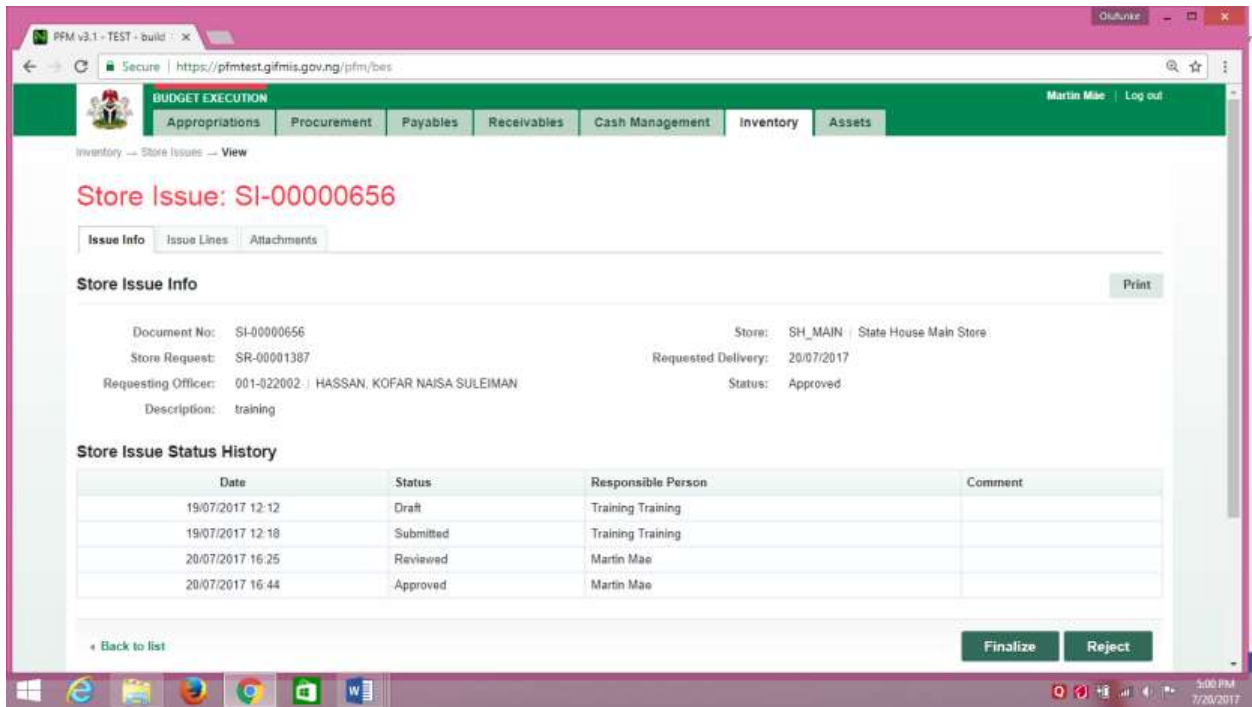 Olufunke
PFM v3.1 - TEST - build
Secure | https://pfmtest.gifmis.gov.ng/pfm/bes
BUDGET EXECUTION
Martin Mäe | Log out
Appropriations Procurement Payables Receivables Cash Management Inventory Assets
Inventory → Store Issues → View
Store Issue: SI-00000656
Issue Info Issue Lines Attachments
Store Issue Info
Print
Document No: SI-00000656 Store: SH_MAIN | State House Main Store
Store Request: SR-00001387 Requested Delivery: 20/07/2017
Requesting Officer: 001-022002 | HASSAN, KOFAR NAISA SULEIMAN Status: Approved
Description: training
Store Issue Status History
Date Status Responsible Person Comment
19/07/2017 12:12 Draft Training Training
19/07/2017 12:18 Submitted Training Training
20/07/2017 16:25 Reviewed Martin Mäe
20/07/2017 16:44 Approved Martin Mäe
« Back to list
Finalize Reject
5:00 PM
7/20/2017